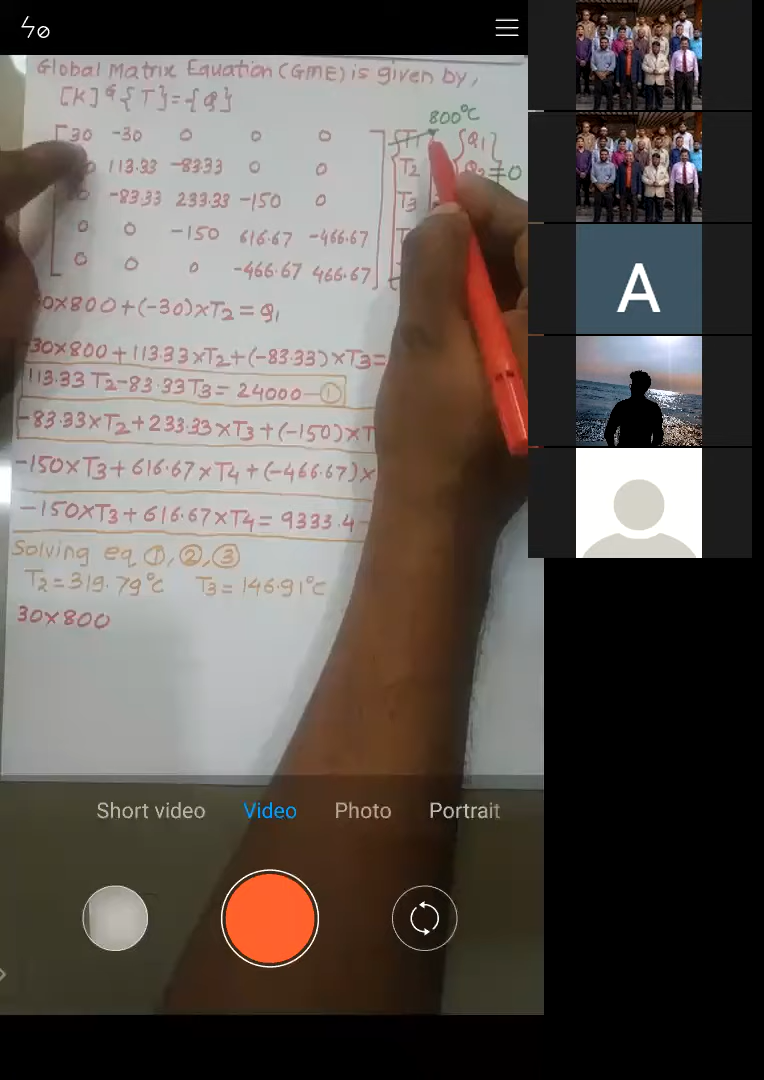 Global Matrix Equation (GME) is given by,
[K]ᴳ{T}={Q}
800°C
30 -30 0 0 0 T1 Q1
113.33 -83.33 0 0 T2 Q2 =0
-83.33 233.33 -150 0 T3
0 0 -150 616.67 -466.67 T
0 0 0 -466.67 466.67
30×800+(-30)×T2=Q1
-30×800+113.33×T2+(-83.33)×T3=
113.33T2-83.33T3=24000—①
-83.33×T2+233.33×T3+(-150)×T
-150×T3+616.67×T4+(-466.67)×
-150×T3+616.67×T4=9333.4-
Solving eq ①,②,③
T2=319.79°C T3=146.91°C
30×800
Short video Video Photo Portrait
A